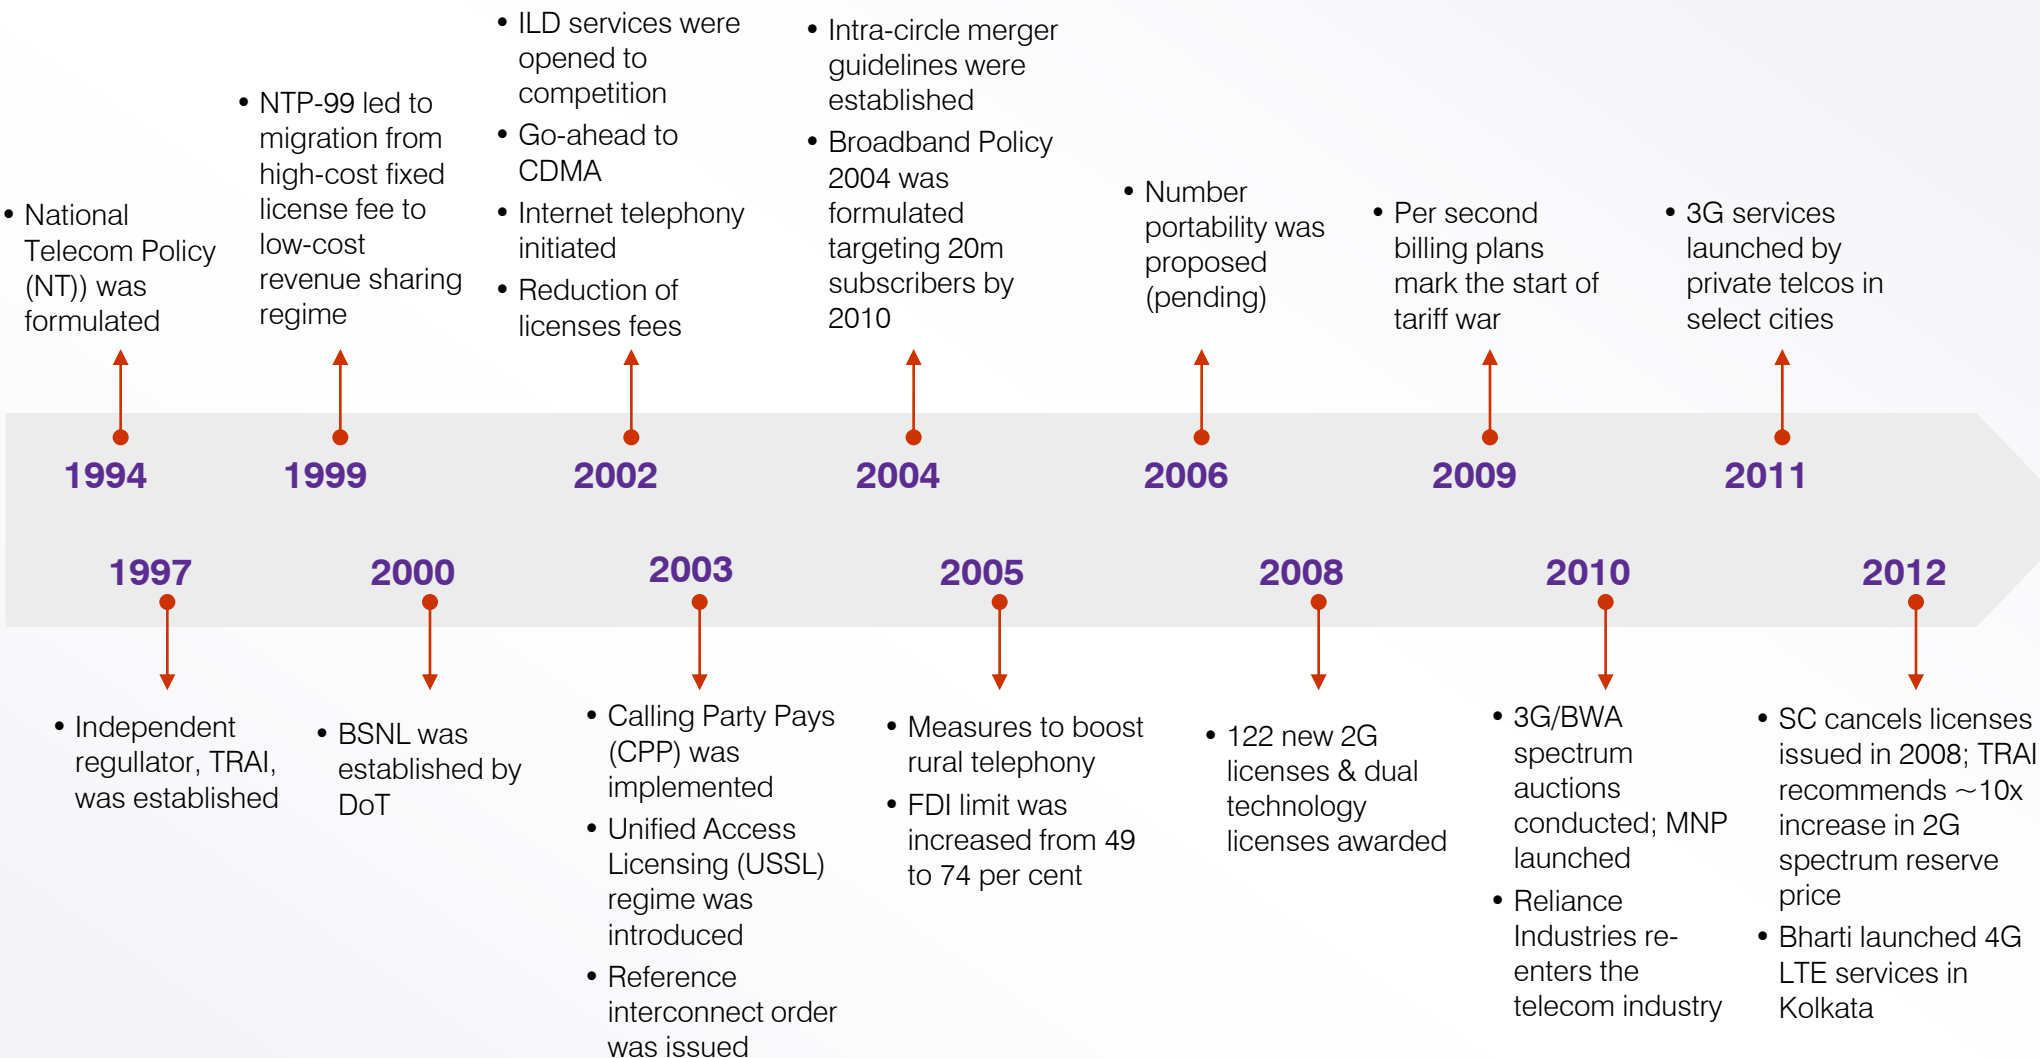 • National
Telecom Policy
(NT)) was
formulated
• NTP-99 led to
migration from
high-cost fixed
license fee to
low-cost
revenue sharing
regime
• ILD services were
opened to
competition
• Go-ahead to
CDMA
• Internet telephony
initiated
• Reduction of
licenses fees
• Intra-circle merger
guidelines were
established
• Broadband Policy
2004 was
formulated
targeting 20m
subscribers by
2010
• Number
portability was
proposed
(pending)
• Per second
billing plans
mark the start of
tariff war
• 3G services
launched by
private telcos in
select cities
1994
1999
2002
2004
2006
2009
2011
1997
2000
2003
2005
2008
2010
2012
• Independent
regullator, TRAI,
was established
• BSNL was
established by
DoT
• Calling Party Pays
(CPP) was
implemented
• Unified Access
Licensing (USSL)
regime was
introduced
• Reference
interconnect order
was issued
• Measures to boost
rural telephony
• FDI limit was
increased from 49
to 74 per cent
• 122 new 2G
licenses & dual
technology
licenses awarded
• 3G/BWA
spectrum
auctions
conducted; MNP
launched
• Reliance
Industries re-
enters the
telecom industry
• SC cancels licenses
issued in 2008; TRAI
recommends ~10x
increase in 2G
spectrum reserve
price
• Bharti launched 4G
LTE services in
Kolkata